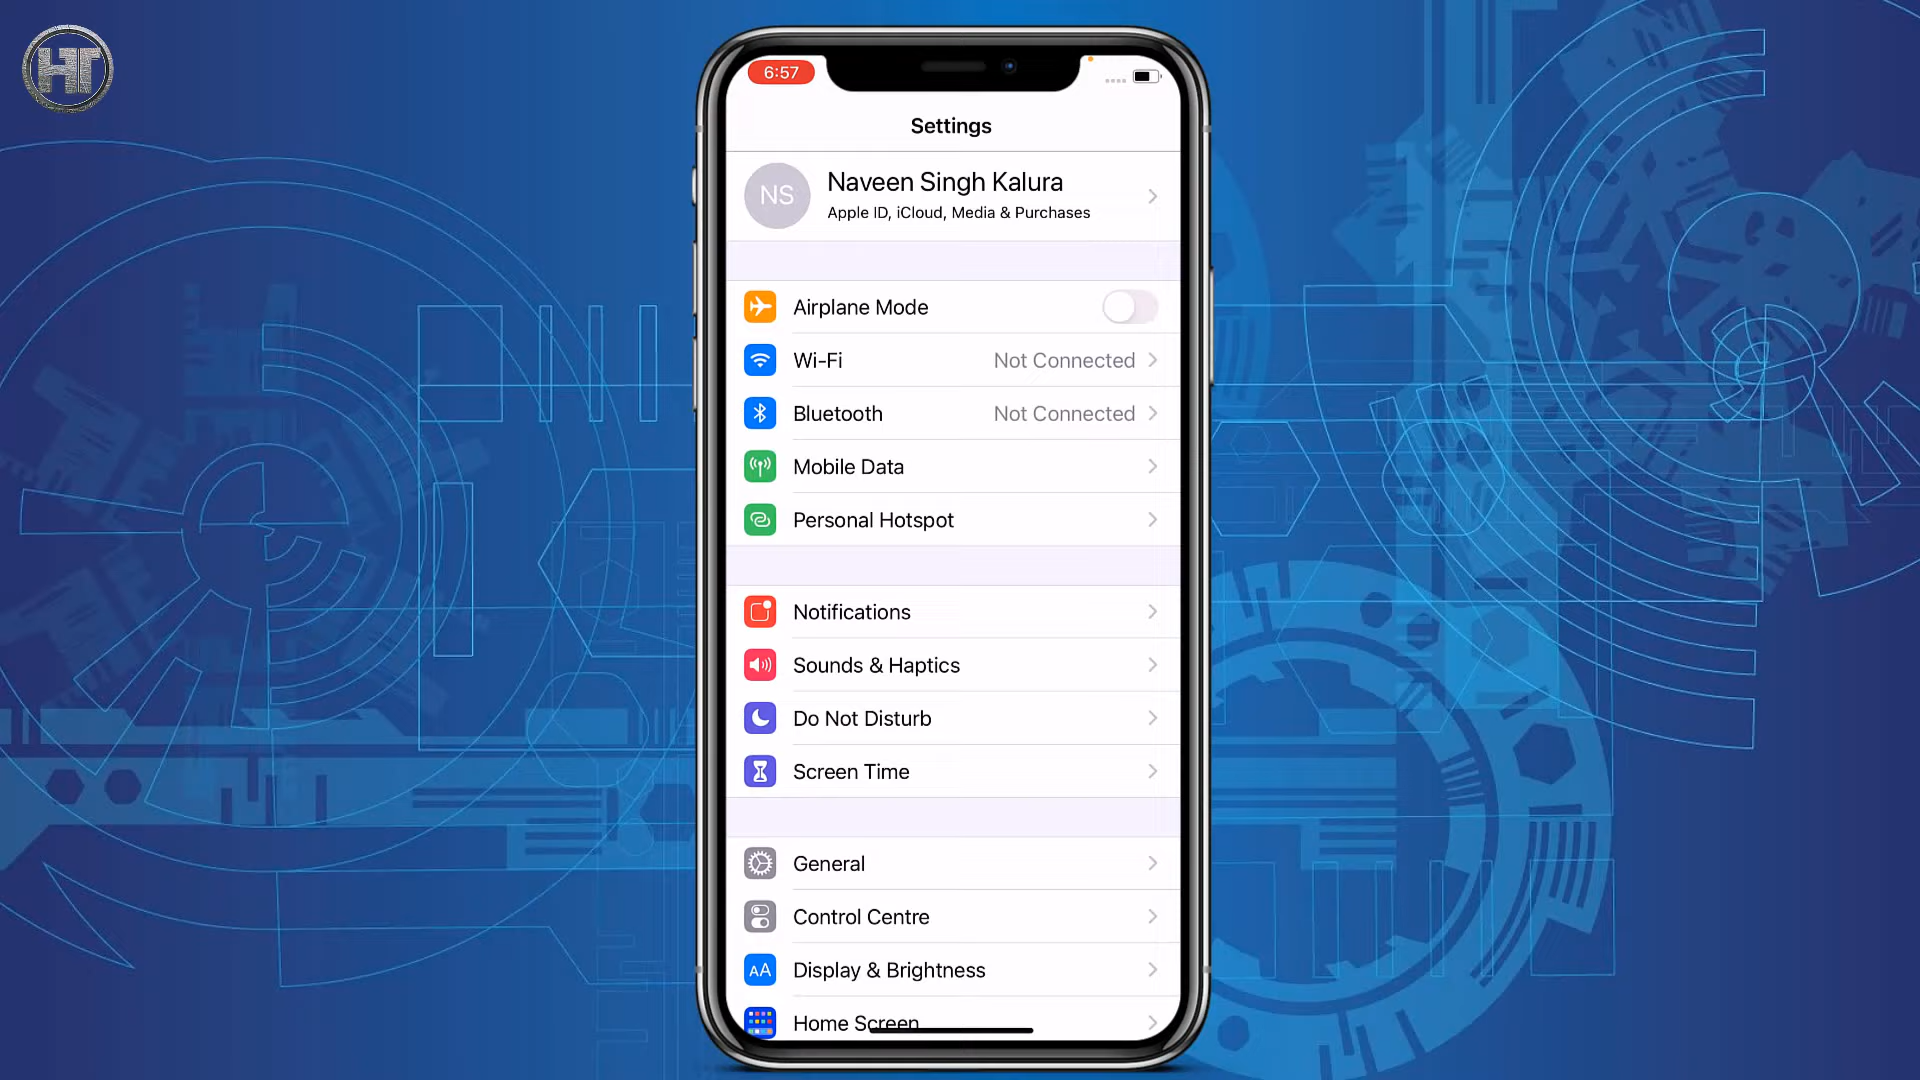 HT
6:57
Settings
NS
Naveen Singh Kalura
Apple ID, iCloud, Media & Purchases
Airplane Mode
Wi-Fi Not Connected
Bluetooth Not Connected
Mobile Data
Personal Hotspot
Notifications
Sounds & Haptics
Do Not Disturb
Screen Time
General
Control Centre
AA Display & Brightness
Home Screen